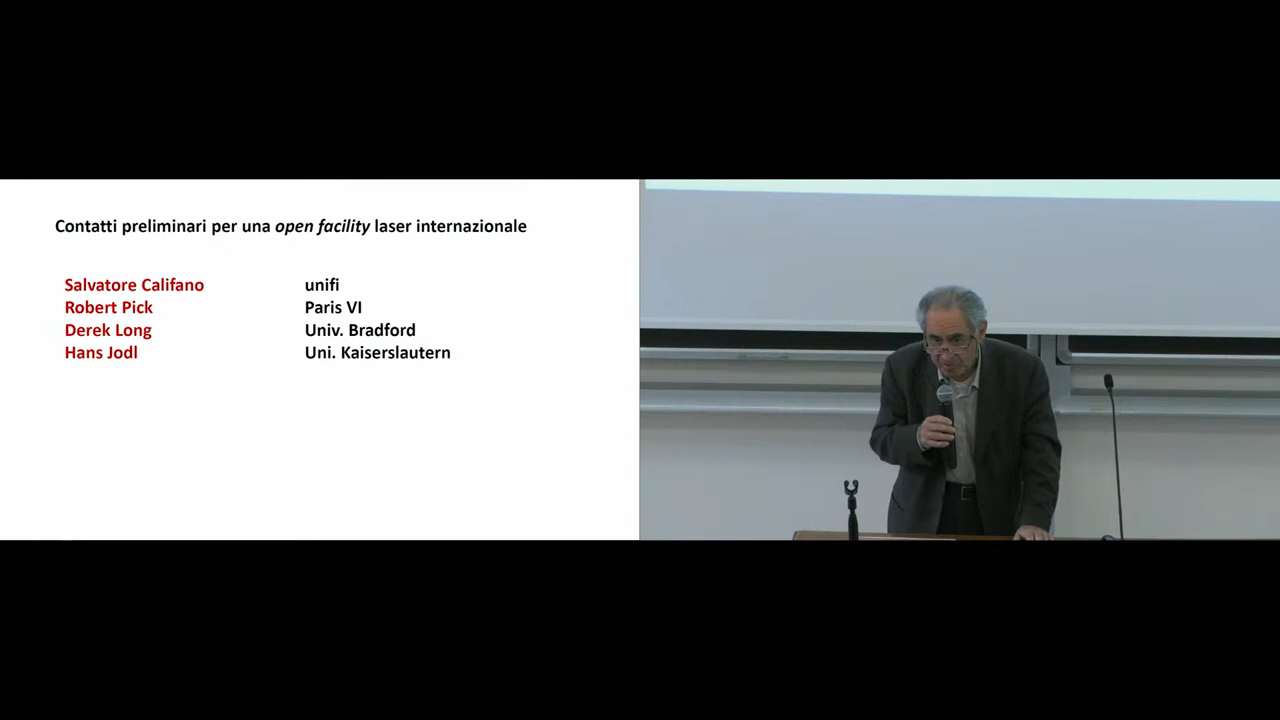 Contatti preliminari per una open facility laser internazionale
Salvatore Califano unifi
Robert Pick Paris VI
Derek Long Univ. Bradford
Hans Jodl Uni. Kaiserslautern